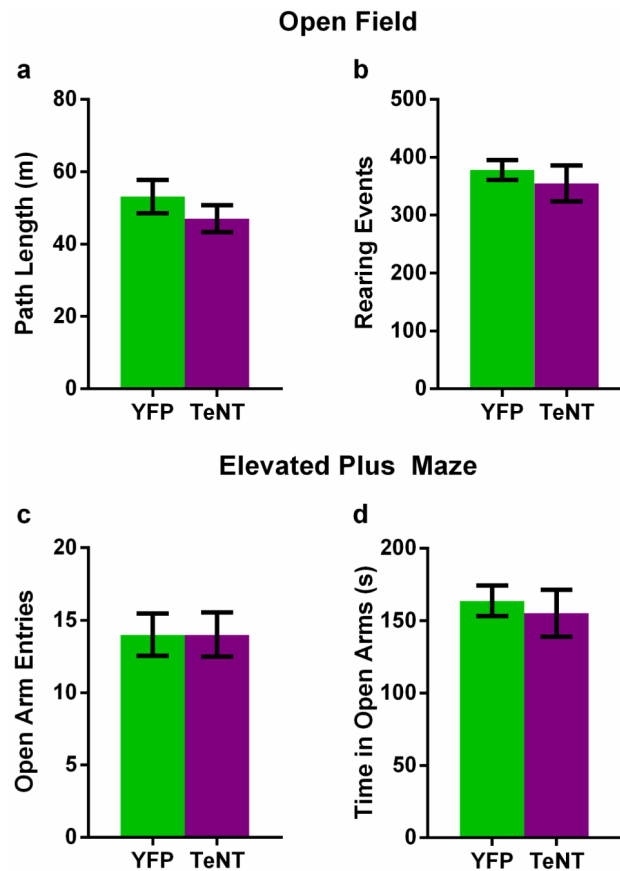 Open Field
a
b
Path Length (m)
80
60
40
20
0
YFP TeNT
Rearing Events
500
400
300
200
100
0
YFP TeNT
Elevated Plus Maze
c
d
Open Arm Entries
20
15
10
5
0
YFP TeNT
Time in Open Arms (s)
200
150
100
50
0
YFP TeNT